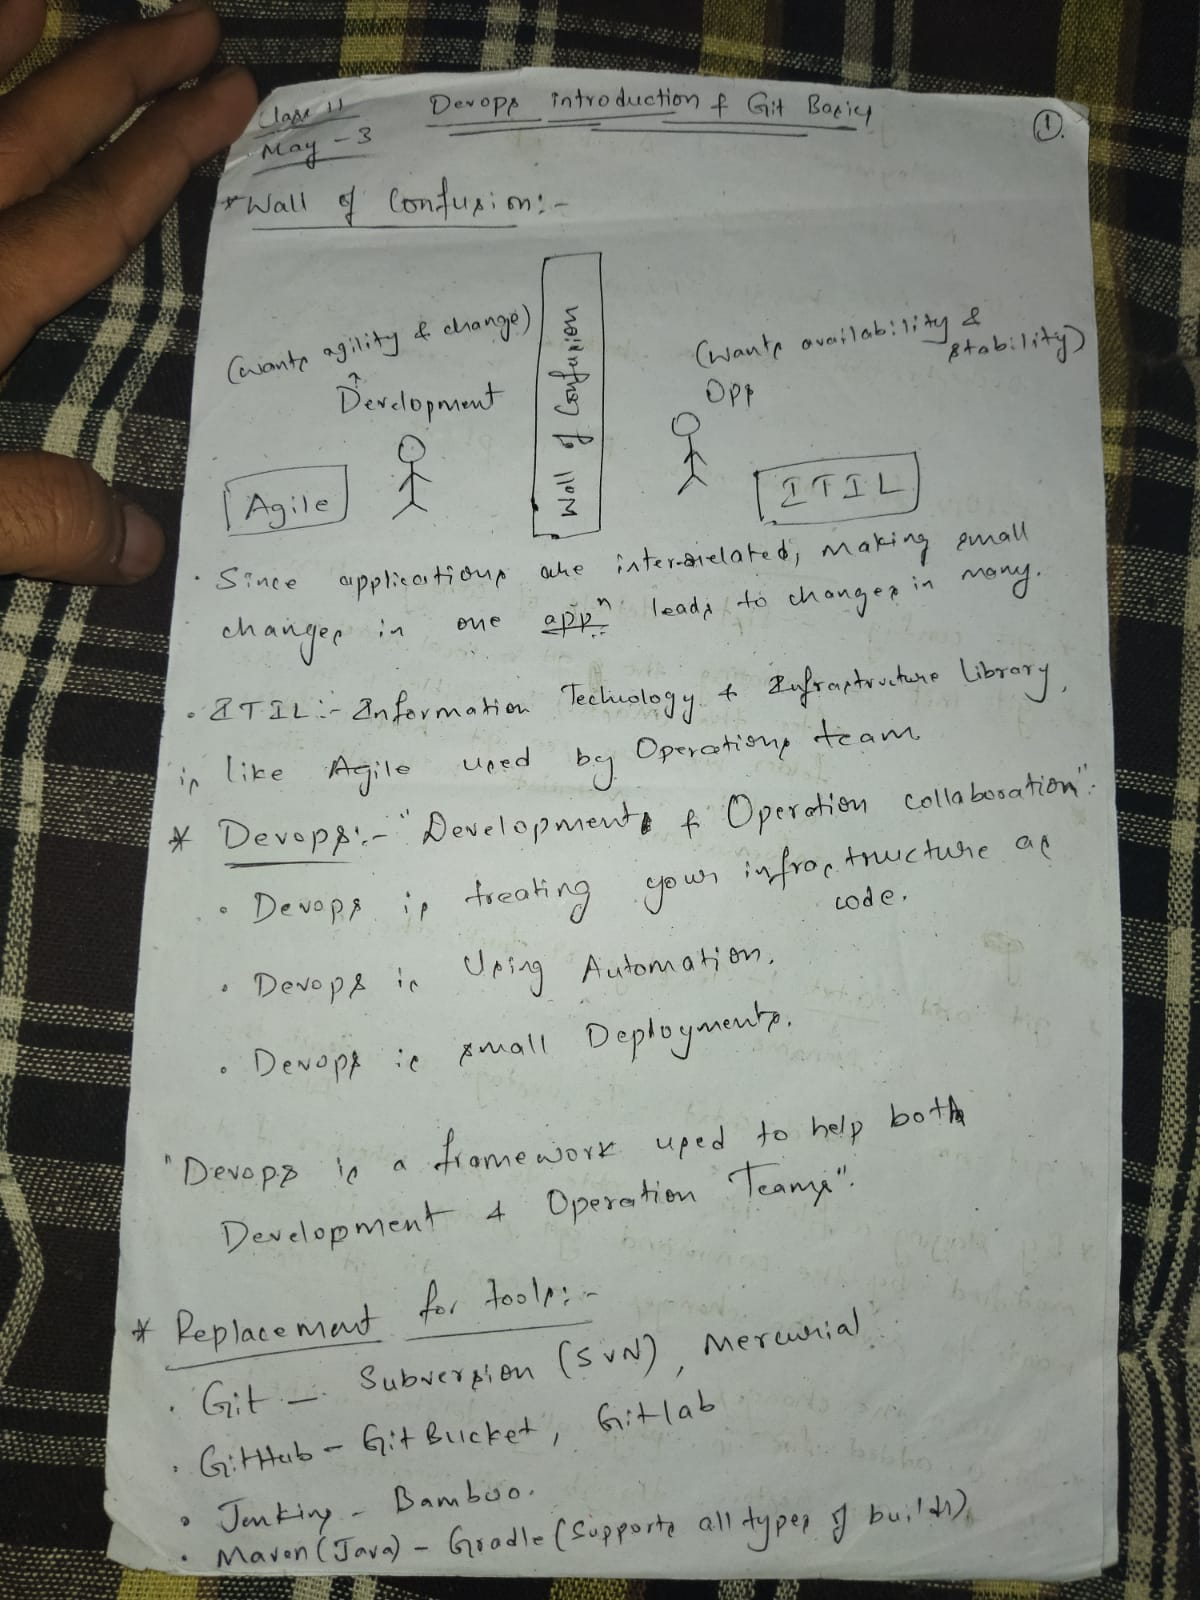 Class 11
May - 3
Devops introduction & Git Basics
1.
* Wall of Confusion:-
(wants agility & change)
Development
Agile
Wall of Confusion
(wants availability &
stability)
Ops
ITIL
• Since applications are inter-related, making small
changes in one appn leads to changes in many.
• ITIL:- Information Technology & Infrastructure Library,
is like Agile used by Operations team.
* Devops:- "Development & Operation collaboration".
• Devops is treating your infrastructure as
code.
• Devops is Using Automation.
• Devops is small Deployments.
"Devops is a framework used to help both
Development & Operation Teams".
* Replacement for tools:-
• Git - Subversion (SVN), Mercurial
• GitHub - Git Bucket, Gitlab
• Jenkins - Bamboo.
• Maven (Java) - Gradle (Supports all types of builds)